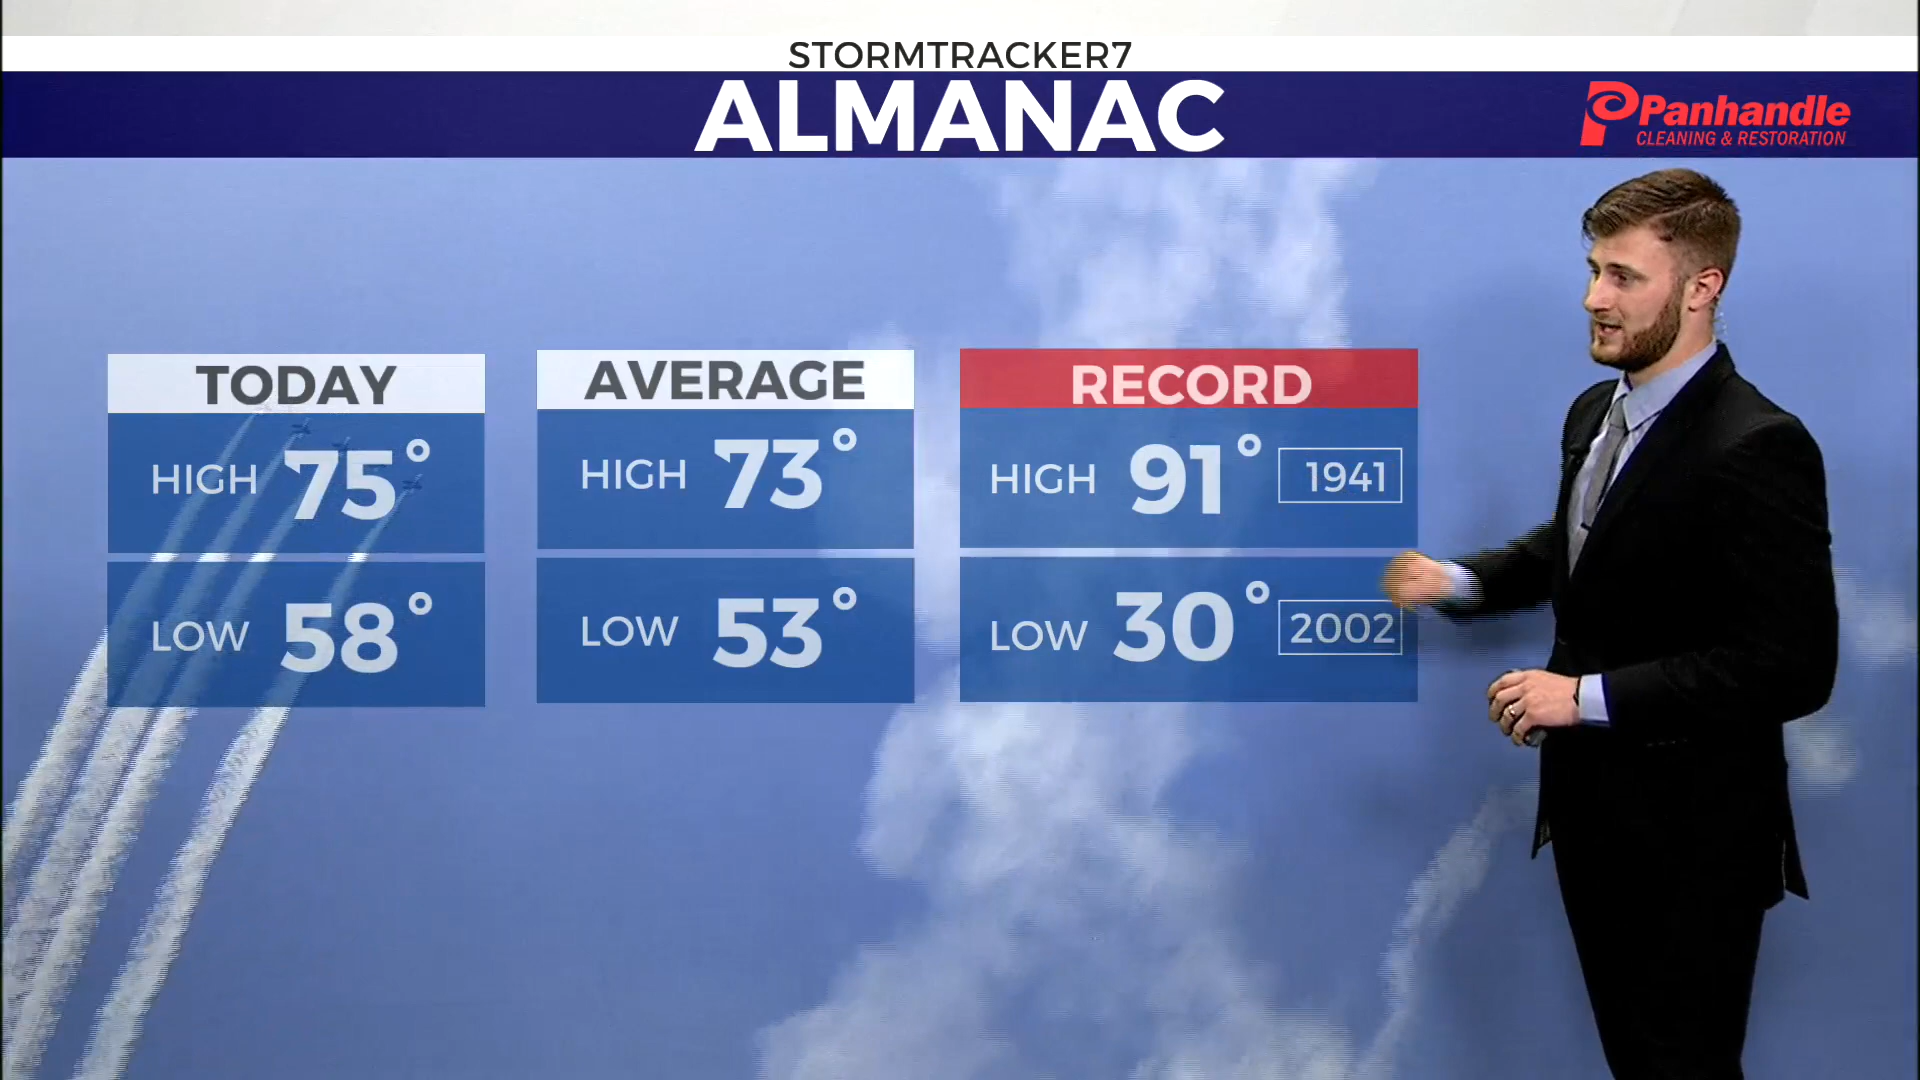 STORMTRACKER7
ALMANAC
Panhandle
CLEANING & RESTORATION
TODAY
HIGH 75°
LOW 58°
AVERAGE
HIGH 73°
LOW 53°
RECORD
HIGH 91° 1941
LOW 30° 2002